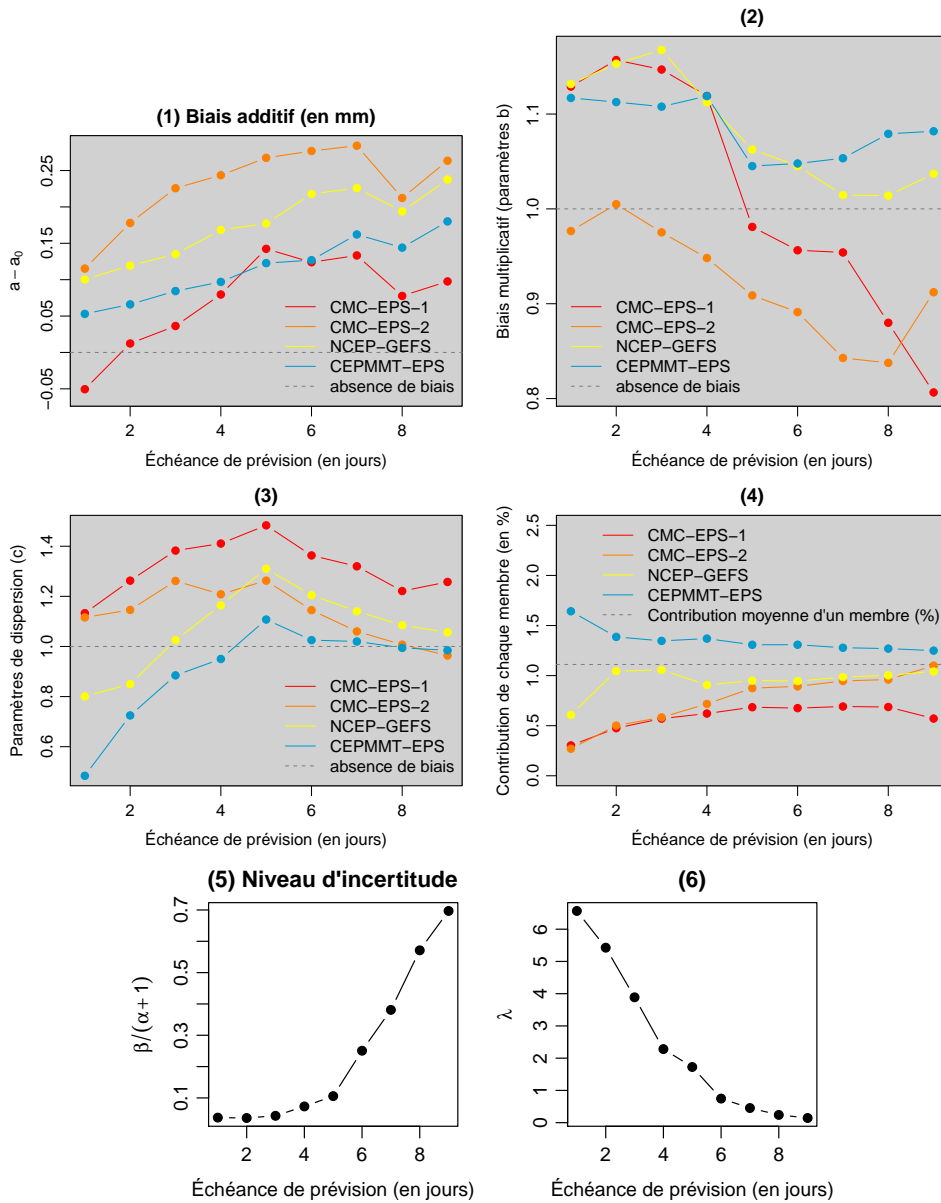 (1) Biais additif (en mm)
a − a0
0.25
0.15
0.05
−0.05
CMC−EPS−1
CMC−EPS−2
NCEP−GEFS
CEPMMT−EPS
absence de biais
2 4 6 8
Échéance de prévision (en jours)
(2)
Biais multiplicatif (paramètres b)
1.1
1.0
0.9
0.8
CMC−EPS−1
CMC−EPS−2
NCEP−GEFS
CEPMMT−EPS
absence de biais
2 4 6 8
Échéance de prévision (en jours)
(3)
Paramètres de dispersion (c)
1.4
1.2
1.0
0.8
0.6
CMC−EPS−1
CMC−EPS−2
NCEP−GEFS
CEPMMT−EPS
absence de biais
2 4 6 8
Échéance de prévision (en jours)
(4)
Contribution de chaque membre (en %)
2.5
2.0
1.5
1.0
0.5
0.0
CMC−EPS−1
CMC−EPS−2
NCEP−GEFS
CEPMMT−EPS
Contribution moyenne d'un membre (%)
2 4 6 8
Échéance de prévision (en jours)
(5) Niveau d'incertitude
β/(α + 1)
0.7
0.5
0.3
0.1
2 4 6 8
Échéance de prévision (en jours)
(6)
λ
6
5
4
3
2
1
0
2 4 6 8
Échéance de prévision (en jours)